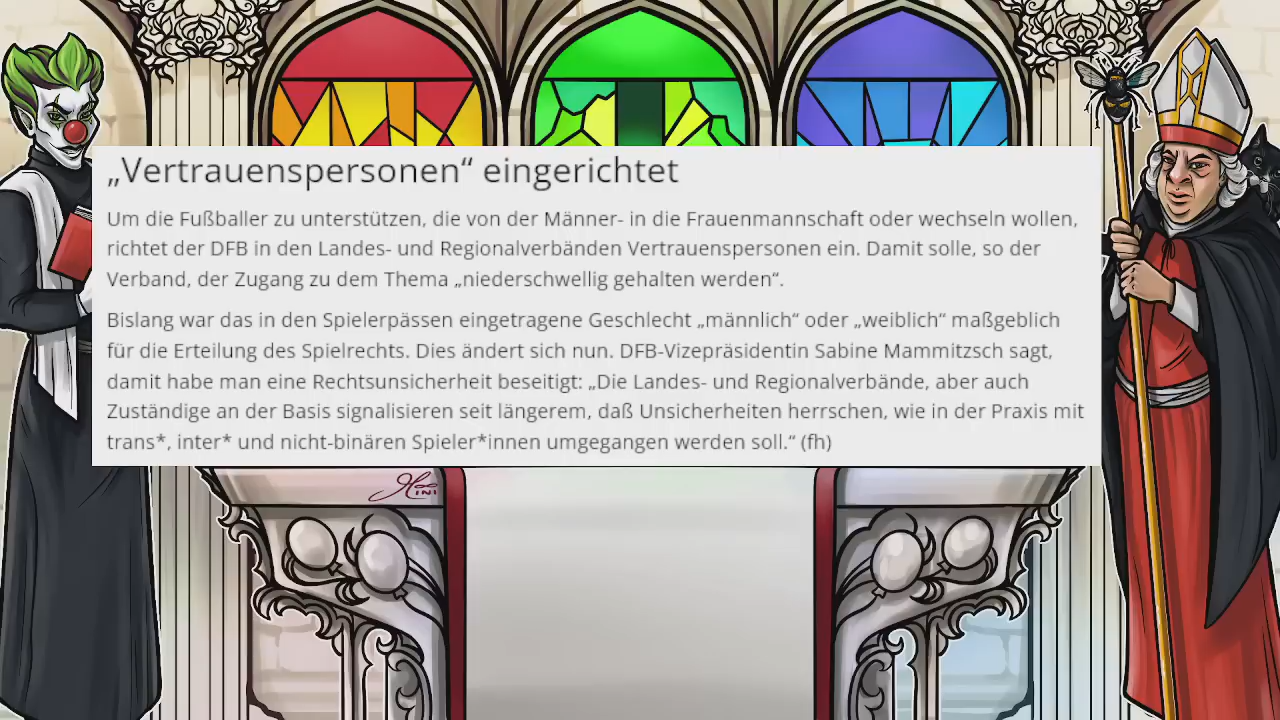 „Vertrauenspersonen“ eingerichtet
Um die Fußballer zu unterstützen, die von der Männer- in die Frauenmannschaft oder wechseln wollen,
richtet der DFB in den Landes- und Regionalverbänden Vertrauenspersonen ein. Damit solle, so der
Verband, der Zugang zu dem Thema „niederschwellig gehalten werden“.
Bislang war das in den Spielerpässen eingetragene Geschlecht „männlich“ oder „weiblich“ maßgeblich
für die Erteilung des Spielrechts. Dies ändert sich nun. DFB-Vizepräsidentin Sabine Mammitzsch sagt,
damit habe man eine Rechtsunsicherheit beseitigt: „Die Landes- und Regionalverbände, aber auch
Zuständige an der Basis signalisieren seit längerem, daß Unsicherheiten herrschen, wie in der Praxis mit
trans*, inter* und nicht-binären Spieler*innen umgegangen werden soll.“ (fh)